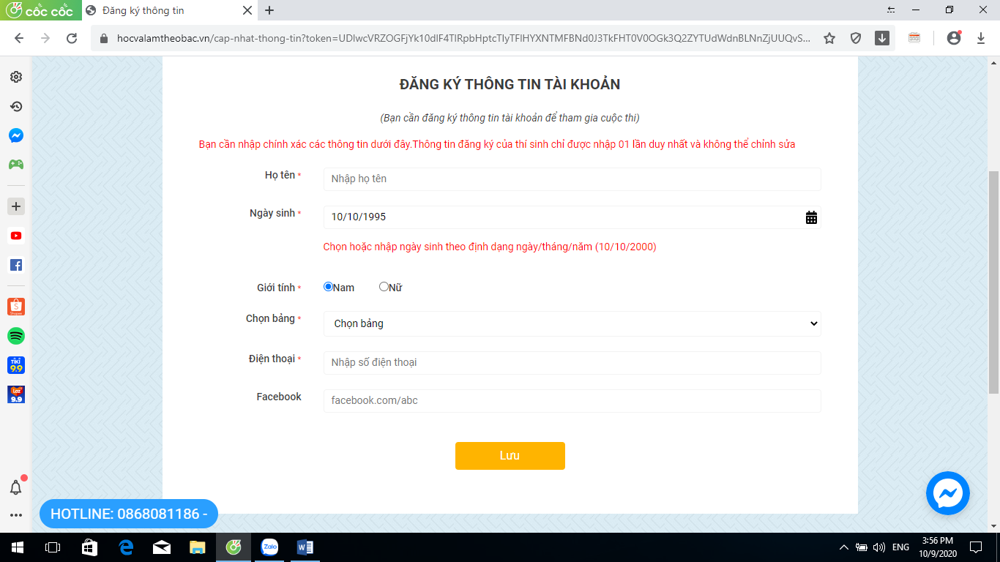 cốc cốc
Đăng ký thông tin
hocvalamtheobac.vn/cap-nhat-thong-tin?token=
ĐĂNG KÝ THÔNG TIN TÀI KHOẢN
(Bạn cần đăng ký thông tin tài khoản để tham gia cuộc thi)
Bạn cần nhập chính xác các thông tin dưới đây.Thông tin đăng ký của thí sinh chỉ được nhập 01 lần duy nhất và không thể chỉnh sửa
Họ tên * Nhập họ tên
Ngày sinh * 10/10/1995
Chọn hoặc nhập ngày sinh theo định dạng ngày/tháng/năm (10/10/2000)
Giới tính * Nam Nữ
Chọn bảng * Chọn bảng
Điện thoại * Nhập số điện thoại
Facebook facebook.com/abc
Lưu
Shopee
TIKI
9.9
Laz
9.9
HOTLINE: 0868081186 -
Zalo
W
ENG
3:56 PM
10/9/2020